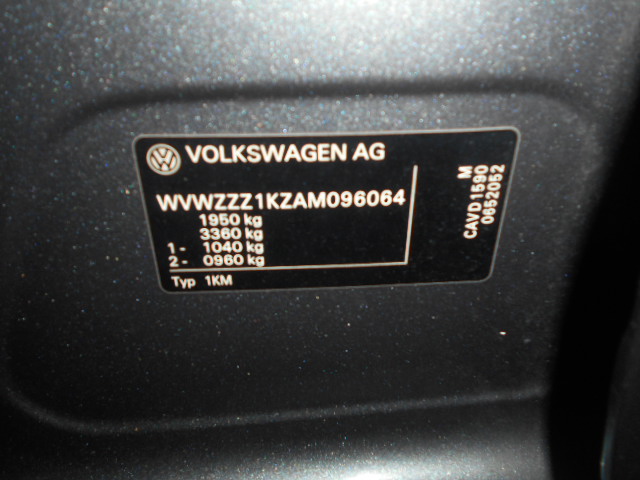 VOLKSWAGEN AG
WVWZZZ1KZAM096064
1950 kg
3360 kg
1- 1040 kg
2- 0960 kg
Typ 1KM
M
CAVD1590
0652052